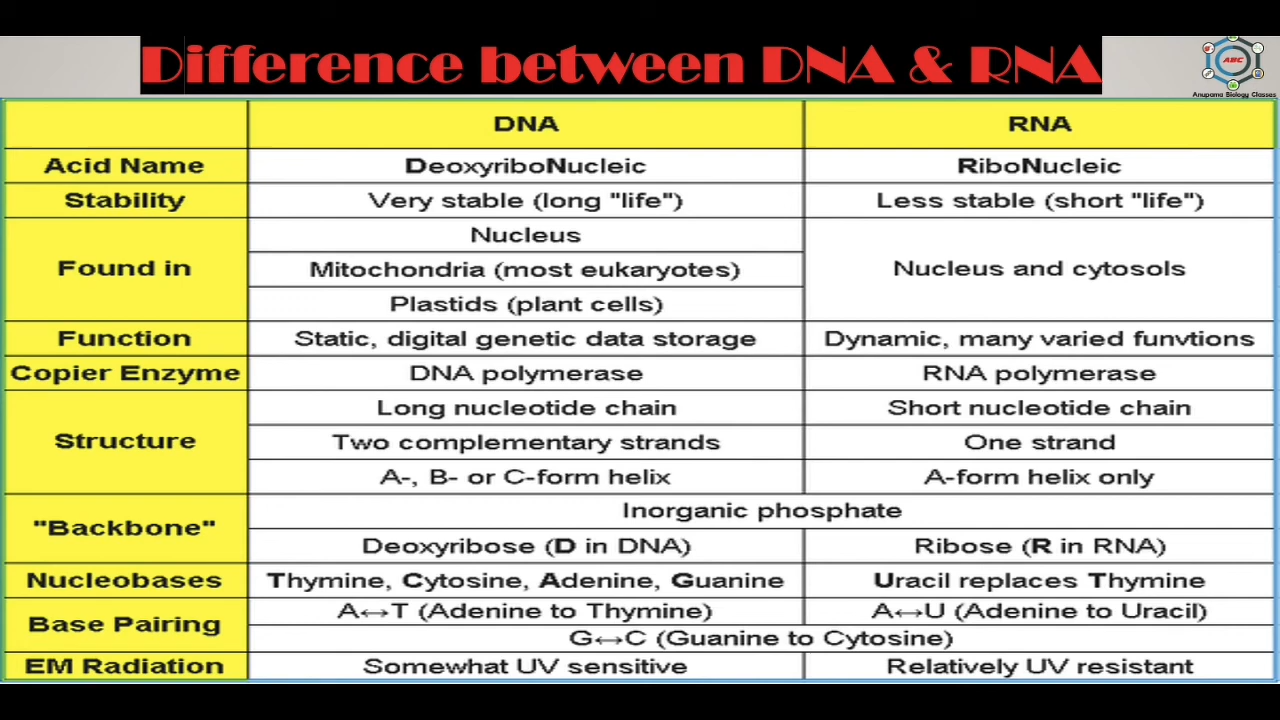 Difference between DNA & RNA
ABC
Anupama Biology Classes
DNA RNA
Acid Name DeoxyriboNucleic RiboNucleic
Stability Very stable (long "life") Less stable (short "life")
Nucleus
Found in Mitochondria (most eukaryotes) Nucleus and cytosols
Plastids (plant cells)
Function Static, digital genetic data storage Dynamic, many varied funvtions
Copier Enzyme DNA polymerase RNA polymerase
Long nucleotide chain Short nucleotide chain
Structure Two complementary strands One strand
A-, B- or C-form helix A-form helix only
Inorganic phosphate
"Backbone"
Deoxyribose (D in DNA) Ribose (R in RNA)
Nucleobases Thymine, Cytosine, Adenine, Guanine Uracil replaces Thymine
A↔T (Adenine to Thymine) A↔U (Adenine to Uracil)
Base Pairing
G↔C (Guanine to Cytosine)
EM Radiation Somewhat UV sensitive Relatively UV resistant